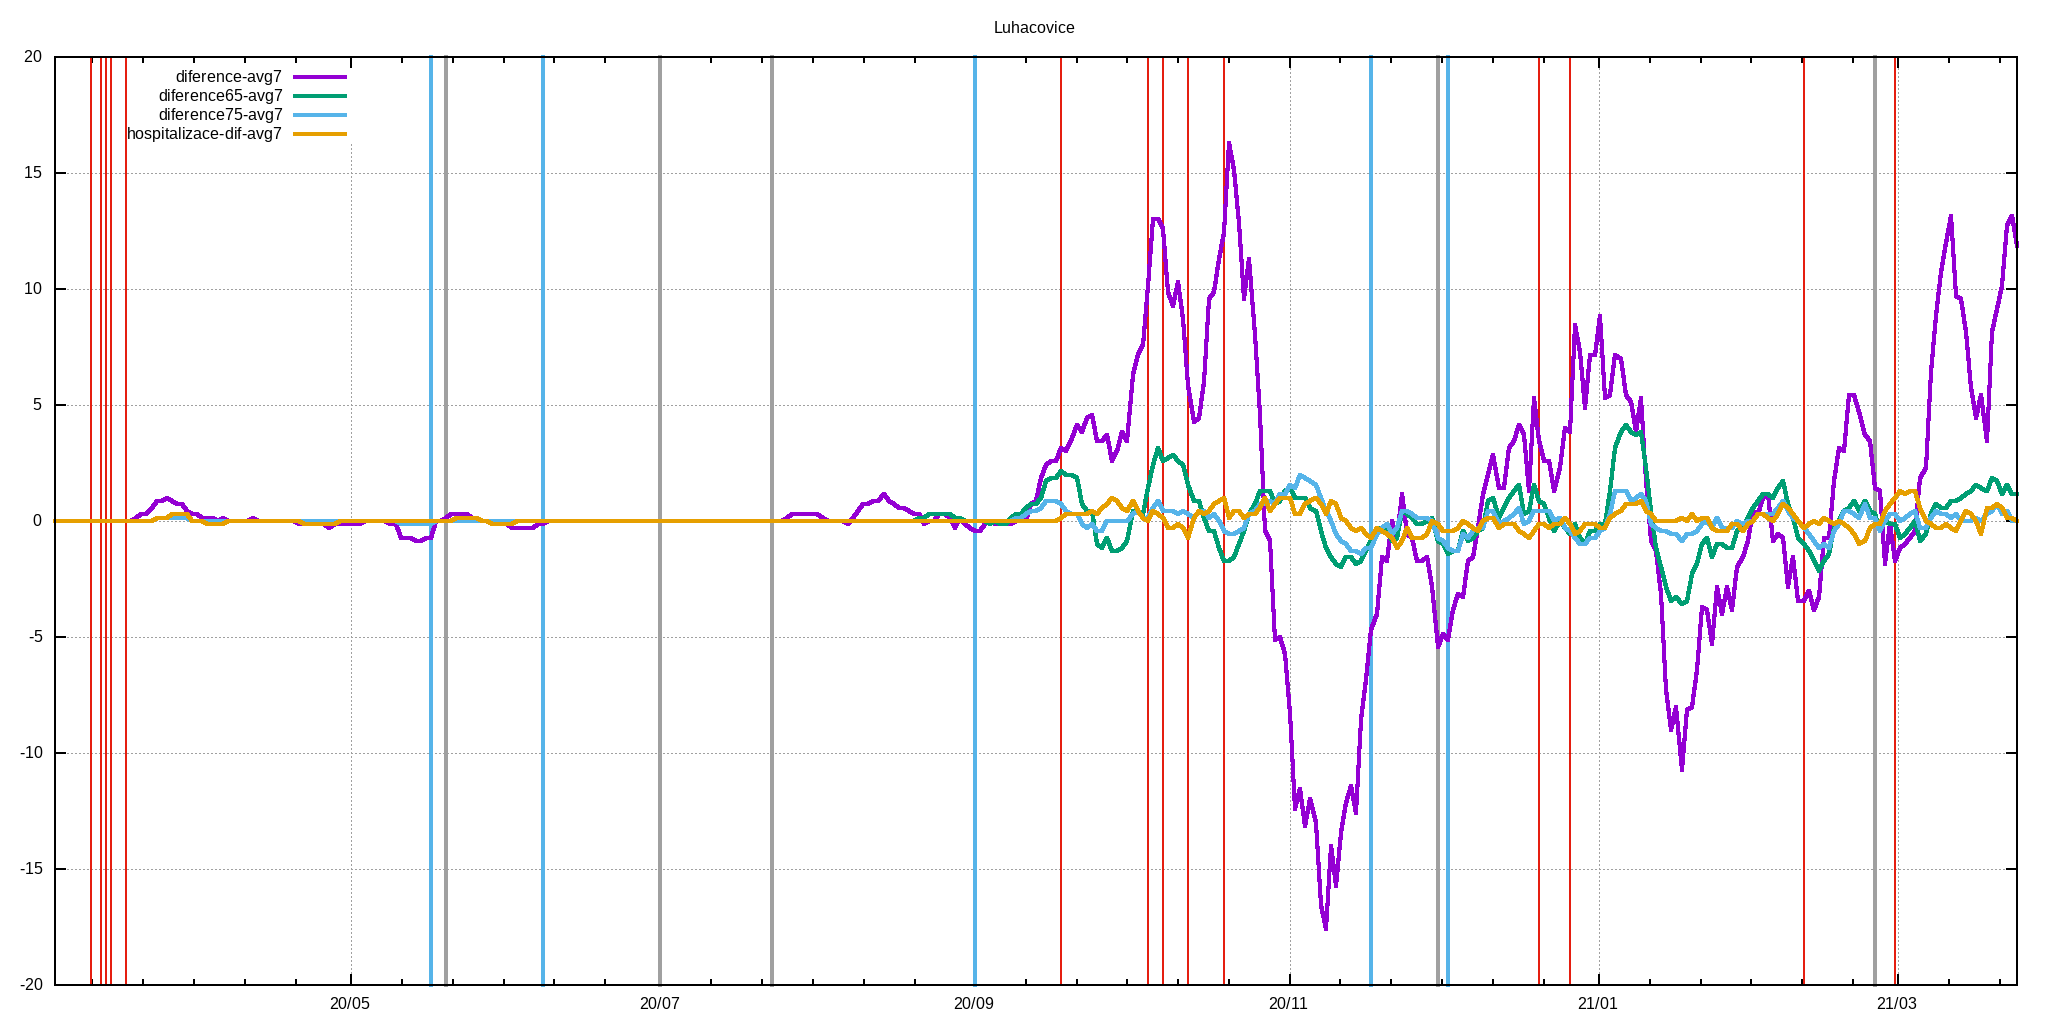 Luhacovice
diference-avg7
diference65-avg7
diference75-avg7
hospitalizace-dif-avg7
20
15
10
5
0
-5
-10
-15
-20
20/05 20/07 20/09 20/11 21/01 21/03